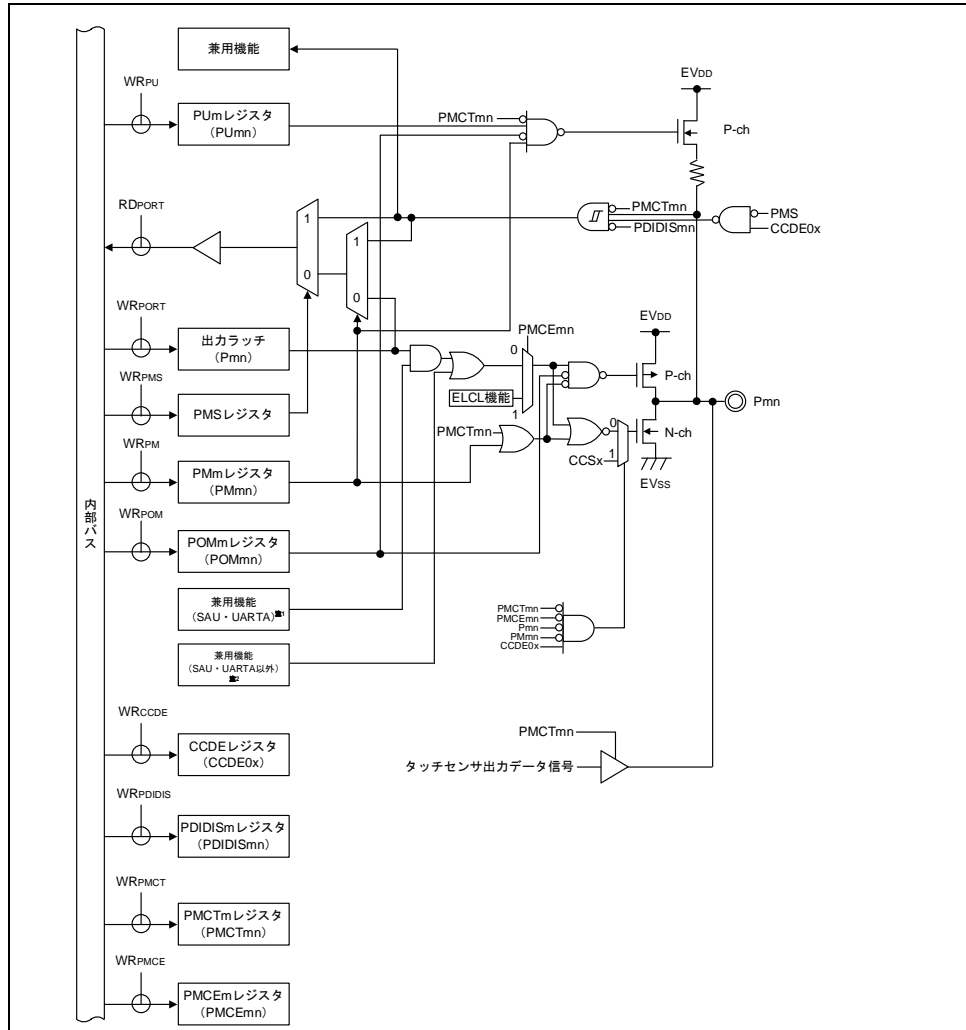 兼用機能
WRPU
PUmレジスタ
(PUmn)
PMCTmn
EVDD
P-ch
RDPORT
1
0
1
0
PMCTmn
PDIDISmn
PMS
CCDE0x
WRPORT
出力ラッチ
(Pmn)
PMCEmn
0
ELCL機能
1
EVDD
P-ch
Pmn
WRPMS
PMSレジスタ
WRPM
PMmレジスタ
(PMmn)
PMCTmn
0
1
CCSx
N-ch
EVSS
内部バス
WRPOM
POMmレジスタ
(POMmn)
兼用機能
(SAU・UARTA)注1
兼用機能
(SAU・UARTA以外)
注2
PMCTmn
PMCEmn
Pmn
PMmn
CCDE0x
WRCCDE
CCDEレジスタ
(CCDE0x)
PMCTmn
タッチセンサ出力データ信号
WRPDIDIS
PDIDISmレジスタ
(PDIDISmn)
WRPMCT
PMCTmレジスタ
(PMCTmn)
WRPMCE
PMCEmレジスタ
(PMCEmn)